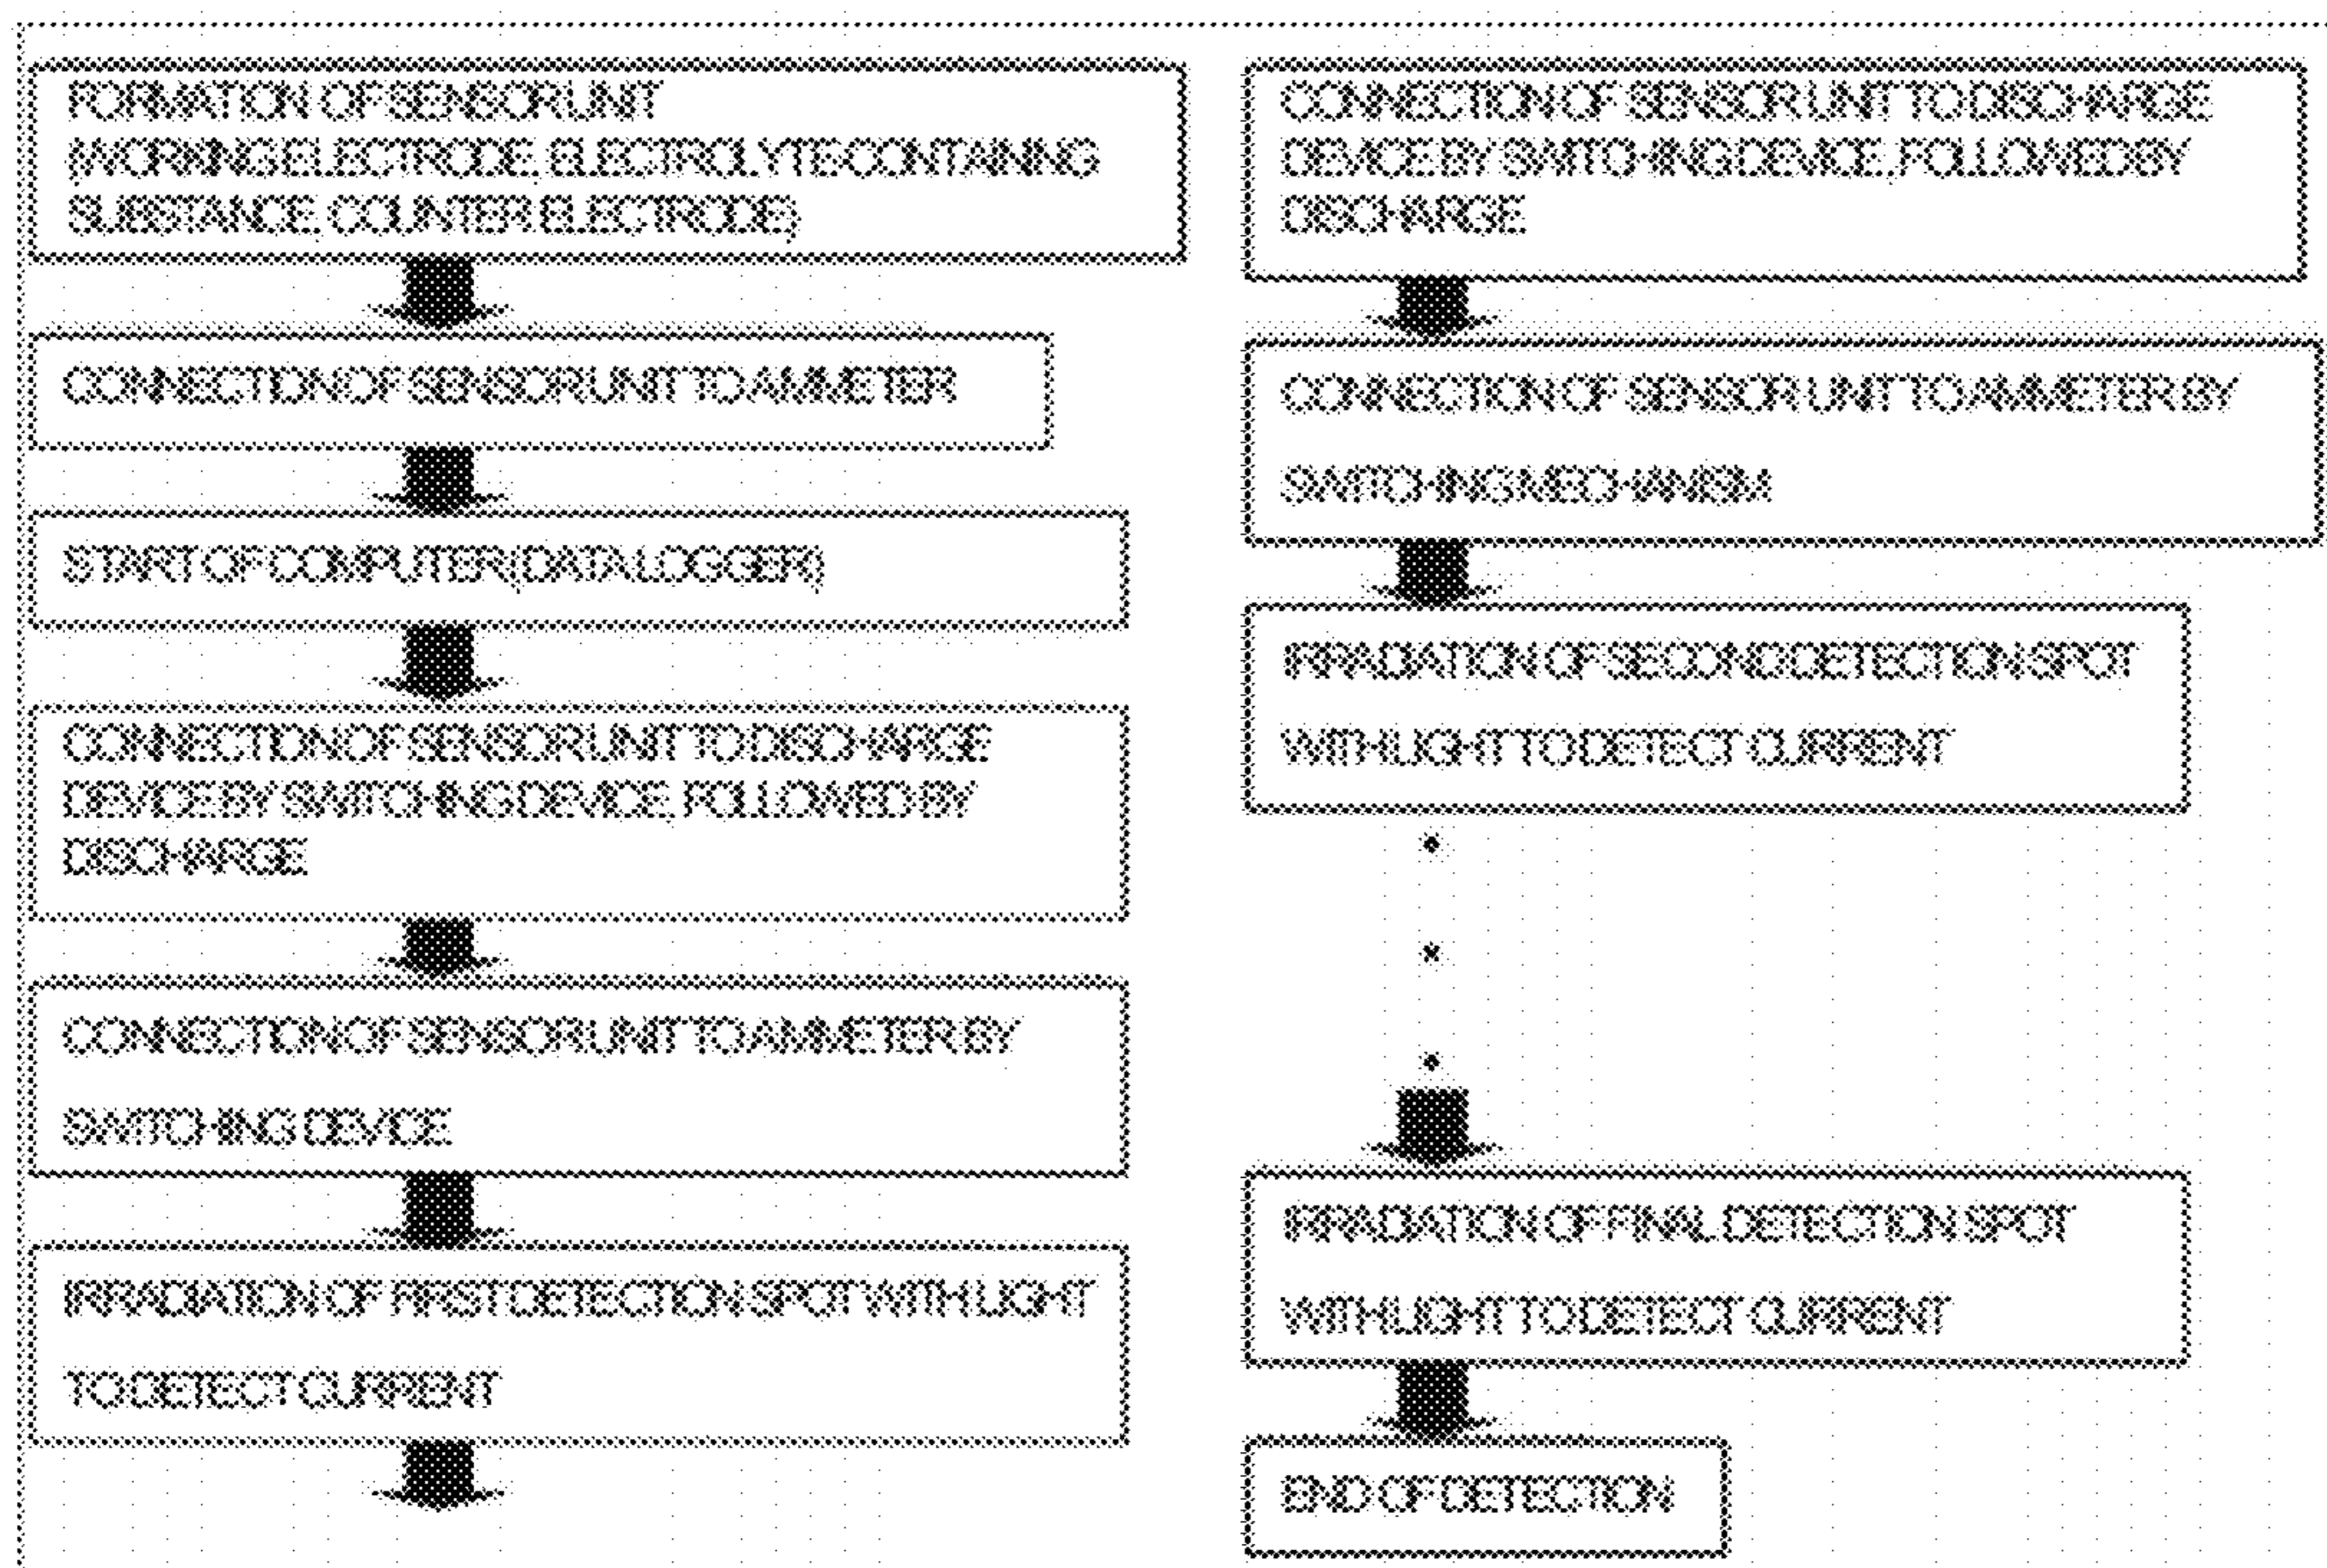 FORMATION OF SENSOR UNIT
(WORKING ELECTRODE, ELECTROLYTE CONTAINING
SUBSTANCE, COUNTER ELECTRODE)
CONNECTION OF SENSOR UNIT TO AMMETER
START OF COMPUTER (DATA LOGGER)
CONNECTION OF SENSOR UNIT TO DISCHARGE
DEVICE BY SWITCHING DEVICE, FOLLOWED BY
DISCHARGE
CONNECTION OF SENSOR UNIT TO AMMETER BY
SWITCHING DEVICE
IRRADIATION OF FIRST DETECTION SPOT WITH LIGHT
TO DETECT CURRENT
CONNECTION OF SENSOR UNIT TO DISCHARGE
DEVICE BY SWITCHING DEVICE, FOLLOWED BY
DISCHARGE
CONNECTION OF SENSOR UNIT TO AMMETER BY
SWITCHING MECHANISM
IRRADIATION OF SECOND DETECTION SPOT
WITH LIGHT TO DETECT CURRENT
IRRADIATION OF FINAL DETECTION SPOT
WITH LIGHT TO DETECT CURRENT
END OF DETECTION